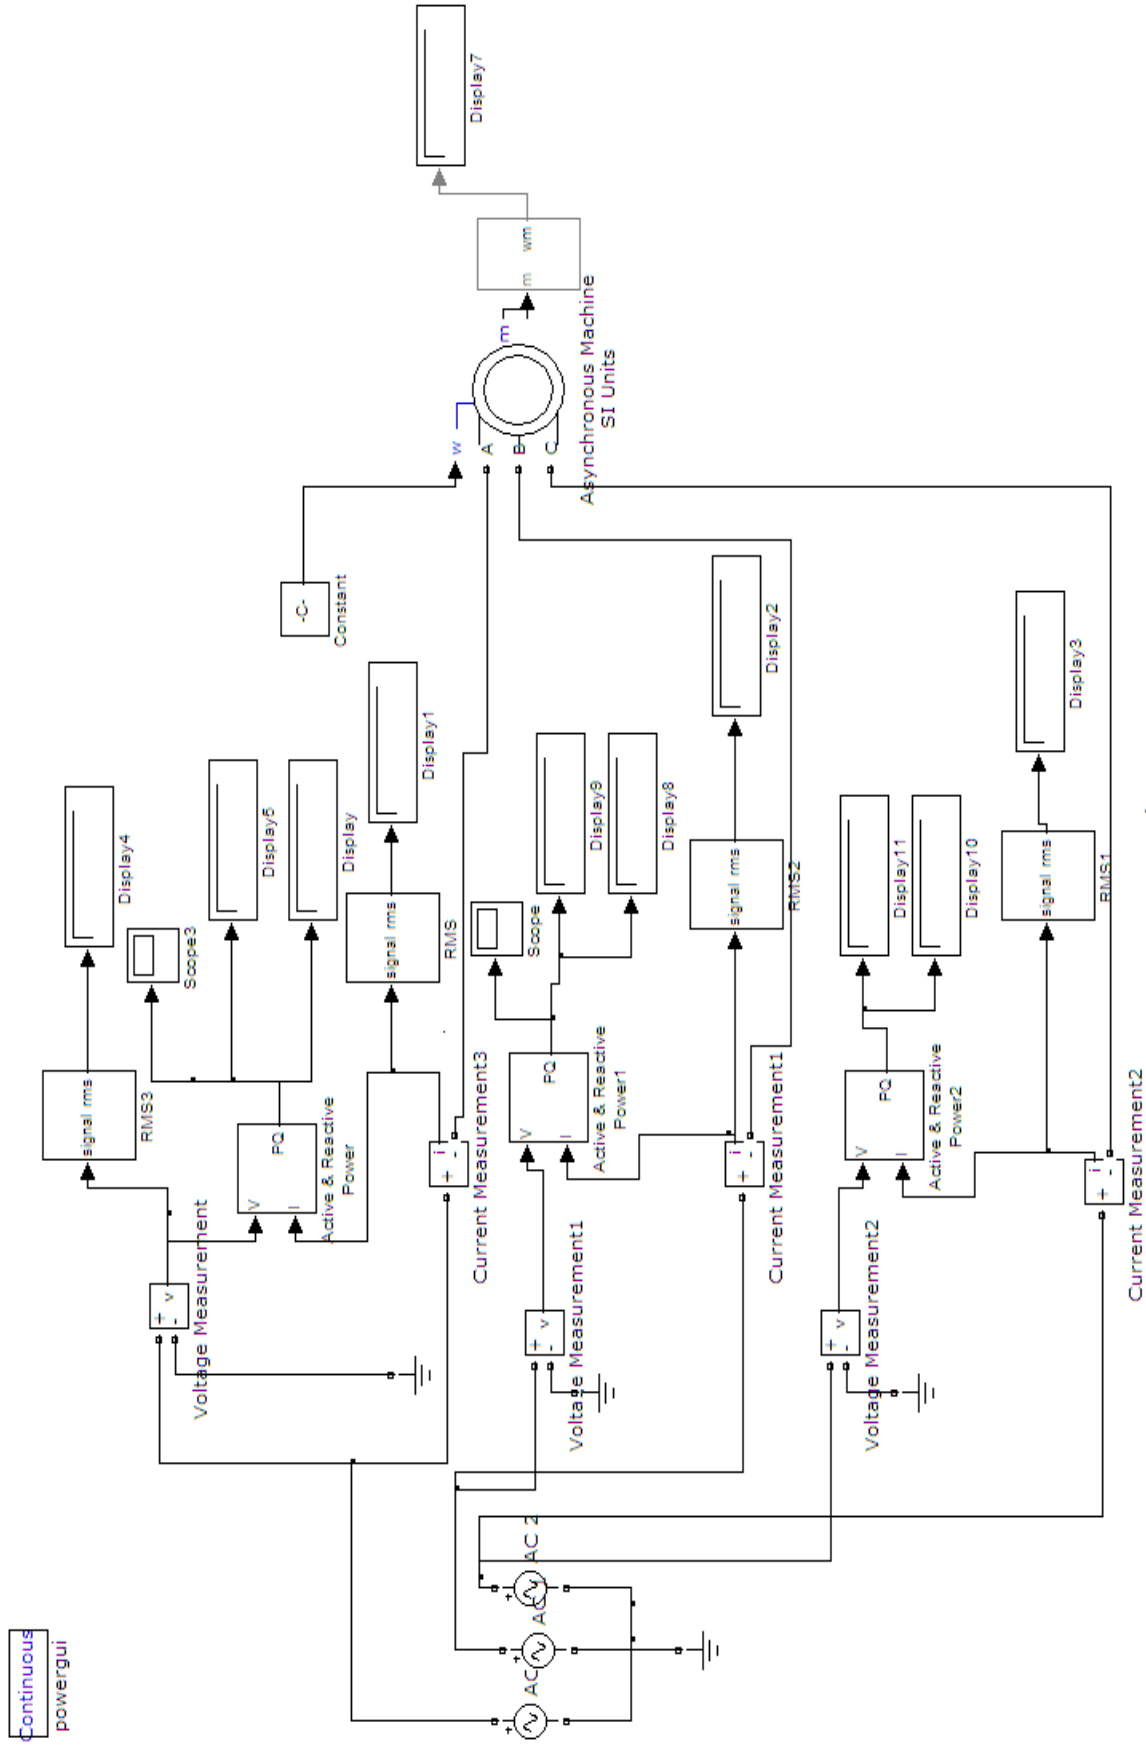 Continuous
powergui
signal rms
RMS3
Display4
Scope3
+ v
-
Voltage Measurement
V
I
PQ
Active & Reactive
Power
Display5
Display
signal rms
RMS
Display1
-C-
Constant
+ i
-
Current Measurement3
w
A
B
C
m
Asynchronous Machine
SI Units
m wm
Display7
Scope
Display9
Display8
V
I
PQ
Active & Reactive
Power1
+ v
-
Voltage Measurement1
signal rms
RMS2
Display2
+ i
-
Current Measurement1
AC
AC 1
AC 2
+
+
+
V
I
PQ
Active & Reactive
Power2
Display11
Display10
+ v
-
Voltage Measurement2
signal rms
RMS1
Display3
+ i
-
Current Measurement2